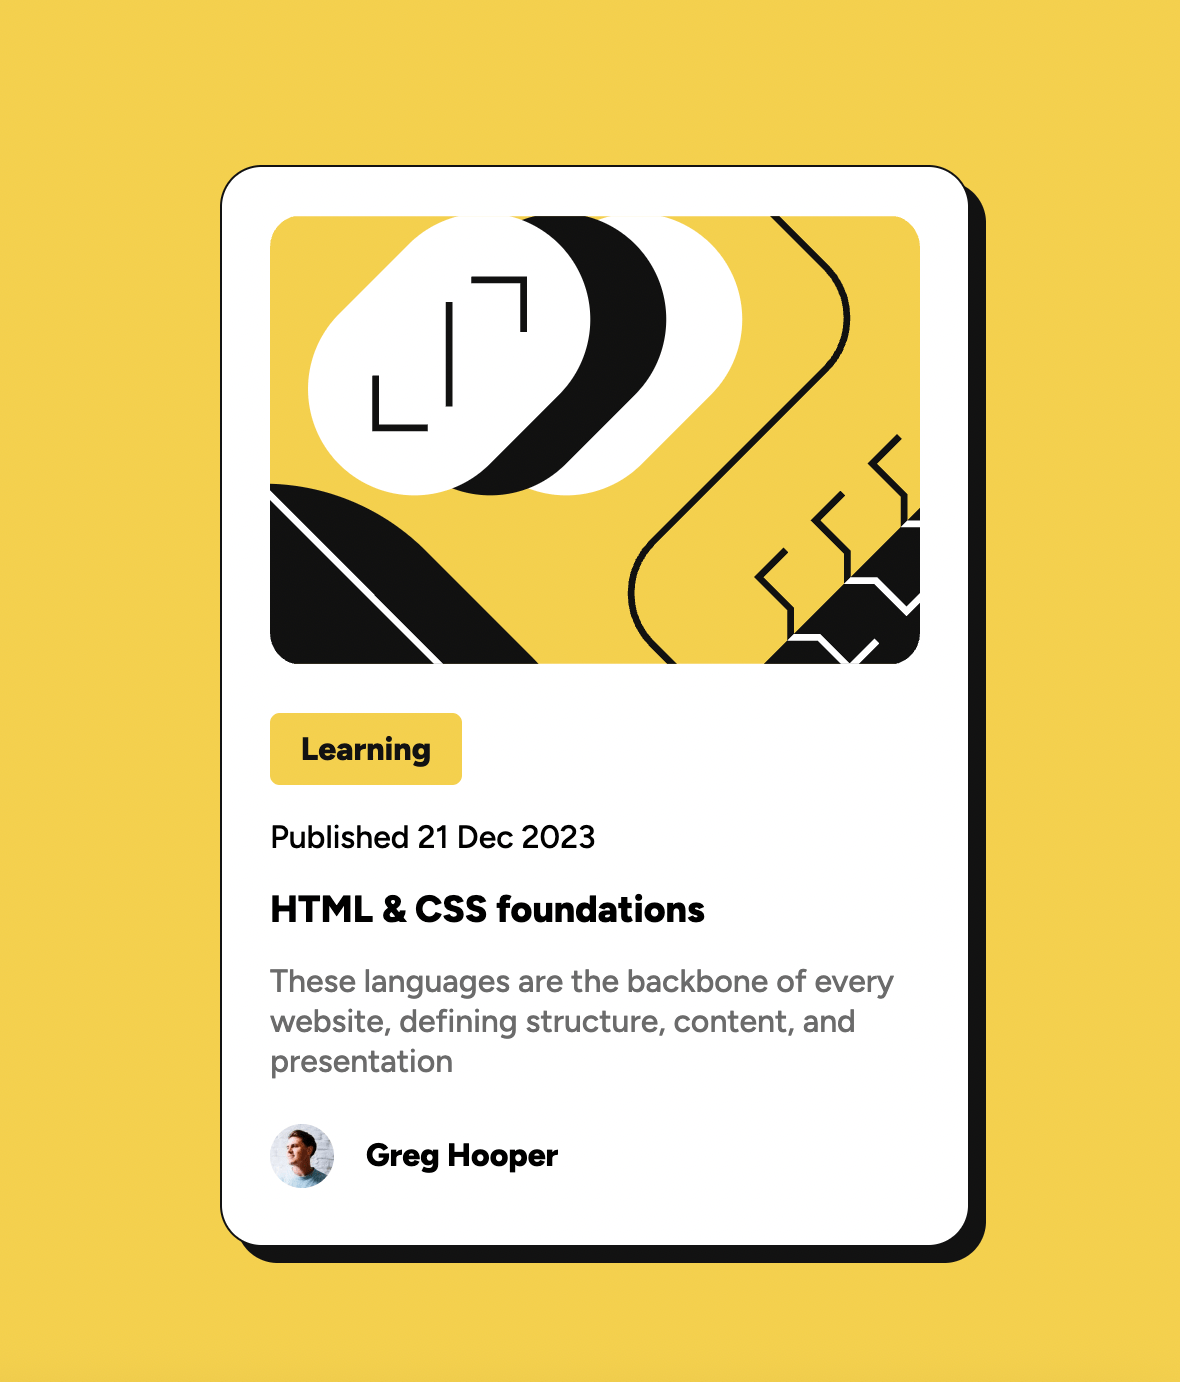 Learning
Published 21 Dec 2023
HTML & CSS foundations
These languages are the backbone of every
website, defining structure, content, and
presentation
Greg Hooper